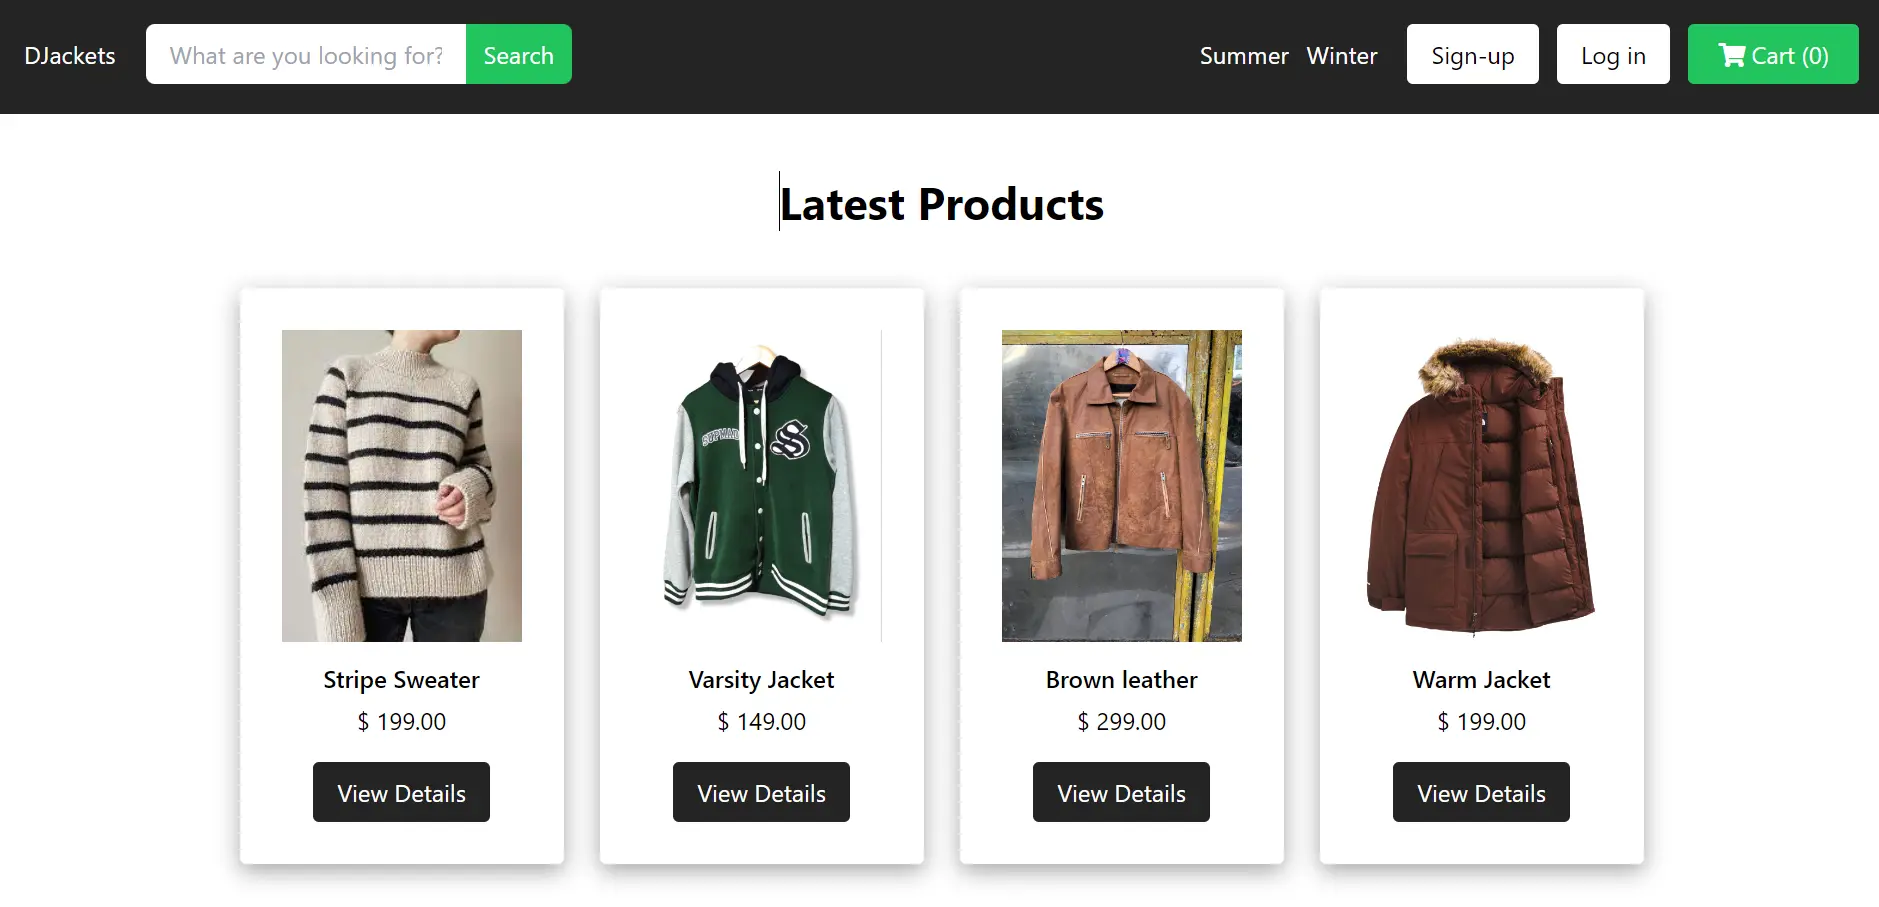 DJackets What are you looking for? Search Summer Winter Sign-up Log in Cart (0)
Latest Products
SUPMAD
S
Stripe Sweater Varsity Jacket Brown leather Warm Jacket
$ 199.00 $ 149.00 $ 299.00 $ 199.00
View Details View Details View Details View Details